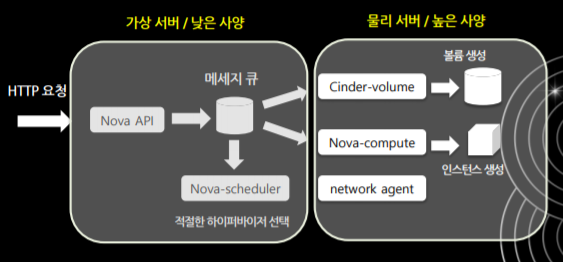 가상 서버 / 낮은 사양
물리 서버 / 높은 사양
HTTP 요청
Nova API
메세지 큐
Nova-scheduler
적절한 하이퍼바이저 선택
볼륨 생성
Cinder-volume
Nova-compute
인스턴스 생성
network agent